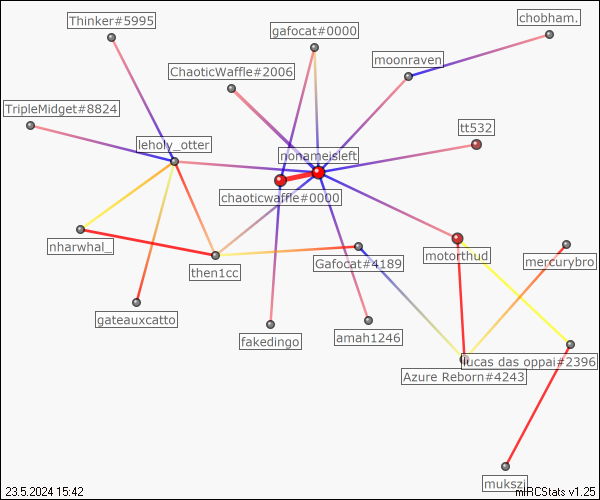 Thinker#5995
chobham.
gafocat#0000
moonraven
ChaoticWaffle#2006
TripleMidget#8824
tt532
leholy_otter
nonameisleft
chaoticwaffle#0000
nharwhal_
then1cc
Gafocat#4189
motorthud
mercurybro
gateauxcatto
fakedingo
amah1246
lucas das oppai#2396
Azure Reborn#4243
mukszi
23.5.2024 15:42
mIRCStats v1.25